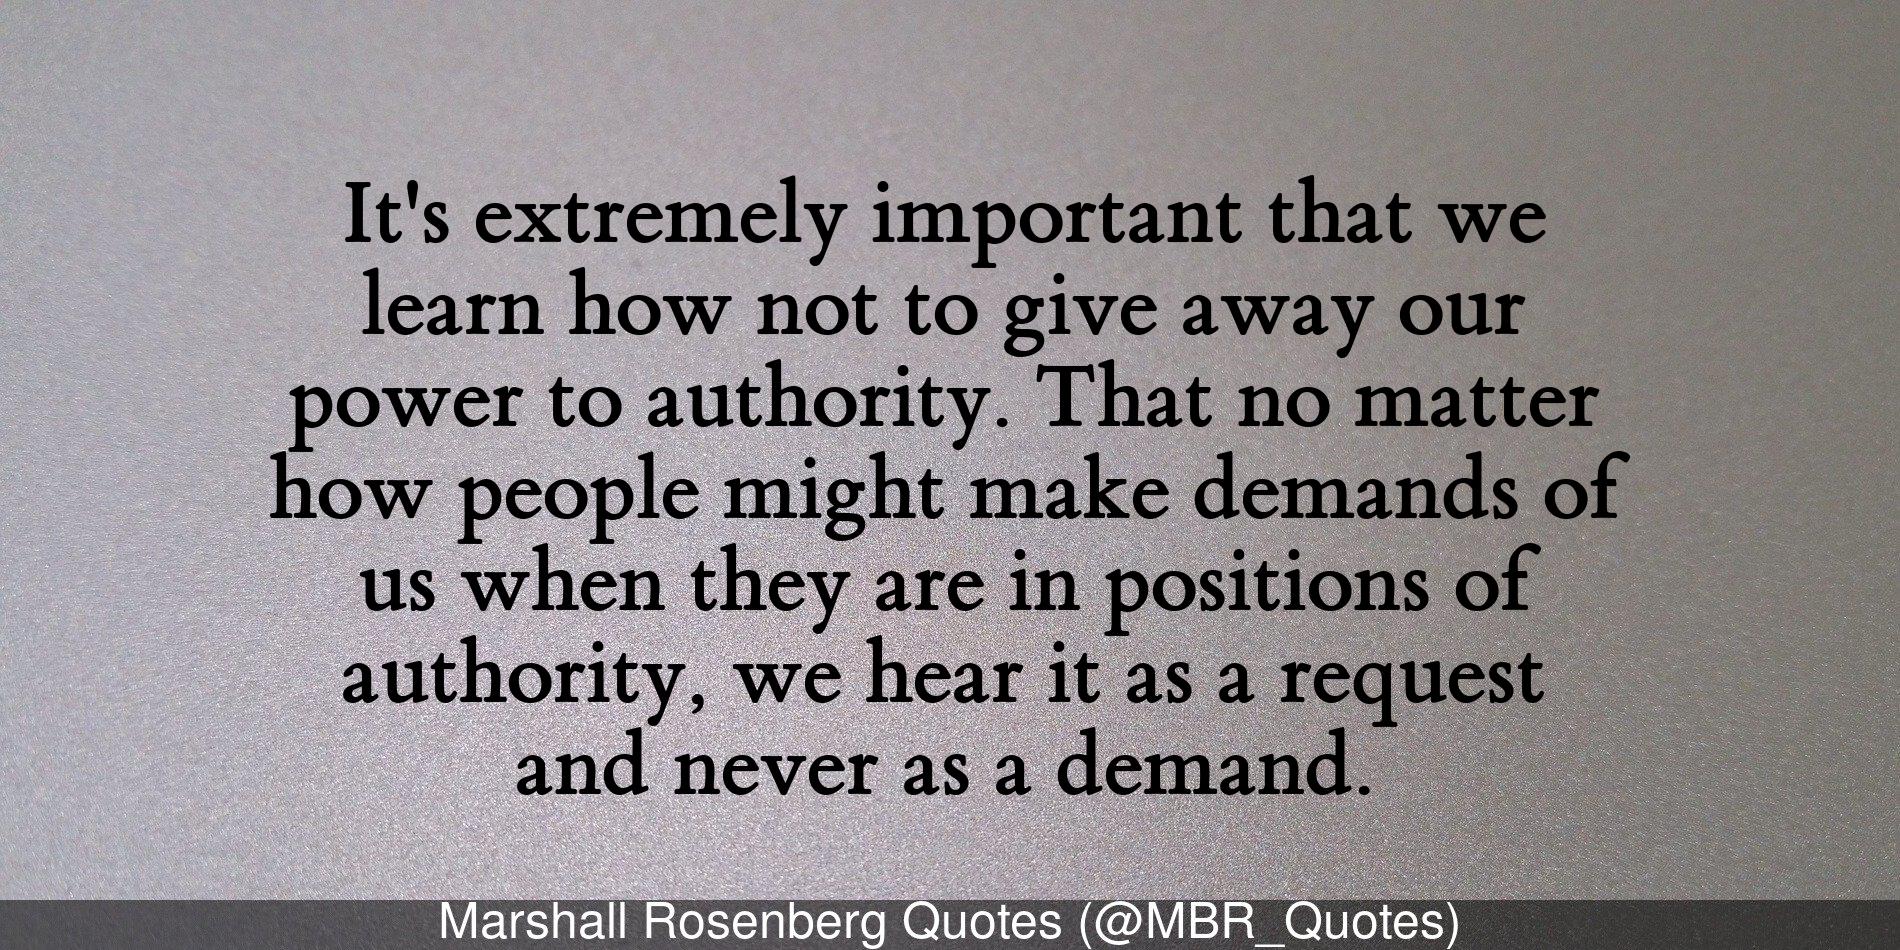 It's extremely important that we
learn how not to give away our
power to authority. That no matter
how people might make demands of
us when they are in positions of
authority, we hear it as a request
and never as a demand.
Marshall Rosenberg Quotes (@MBR_Quotes)